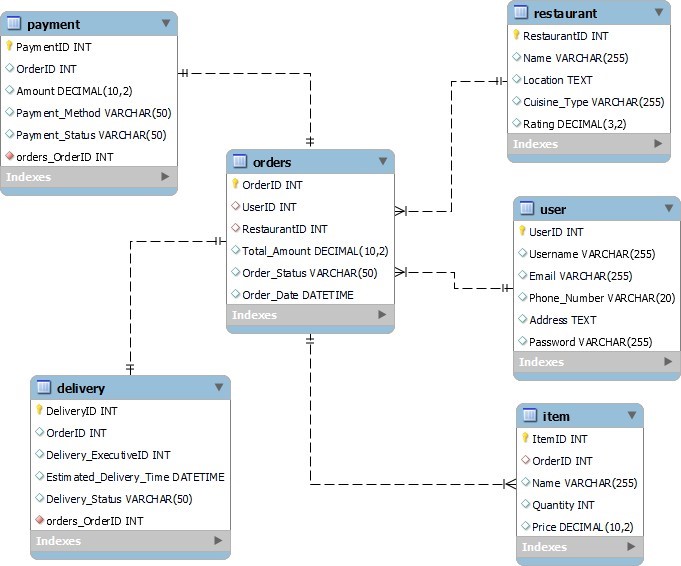 payment
PaymentID INT
OrderID INT
Amount DECIMAL(10,2)
Payment_Method VARCHAR(50)
Payment_Status VARCHAR(50)
orders_OrderID INT
Indexes
restaurant
RestaurantID INT
Name VARCHAR(255)
Location TEXT
Cuisine_Type VARCHAR(255)
Rating DECIMAL(3,2)
Indexes
orders
OrderID INT
UserID INT
RestaurantID INT
Total_Amount DECIMAL(10,2)
Order_Status VARCHAR(50)
Order_Date DATETIME
Indexes
user
UserID INT
Username VARCHAR(255)
Email VARCHAR(255)
Phone_Number VARCHAR(20)
Address TEXT
Password VARCHAR(255)
Indexes
delivery
DeliveryID INT
OrderID INT
Delivery_ExecutiveID INT
Estimated_Delivery_Time DATETIME
Delivery_Status VARCHAR(50)
orders_OrderID INT
Indexes
item
ItemID INT
OrderID INT
Name VARCHAR(255)
Quantity INT
Price DECIMAL(10,2)
Indexes